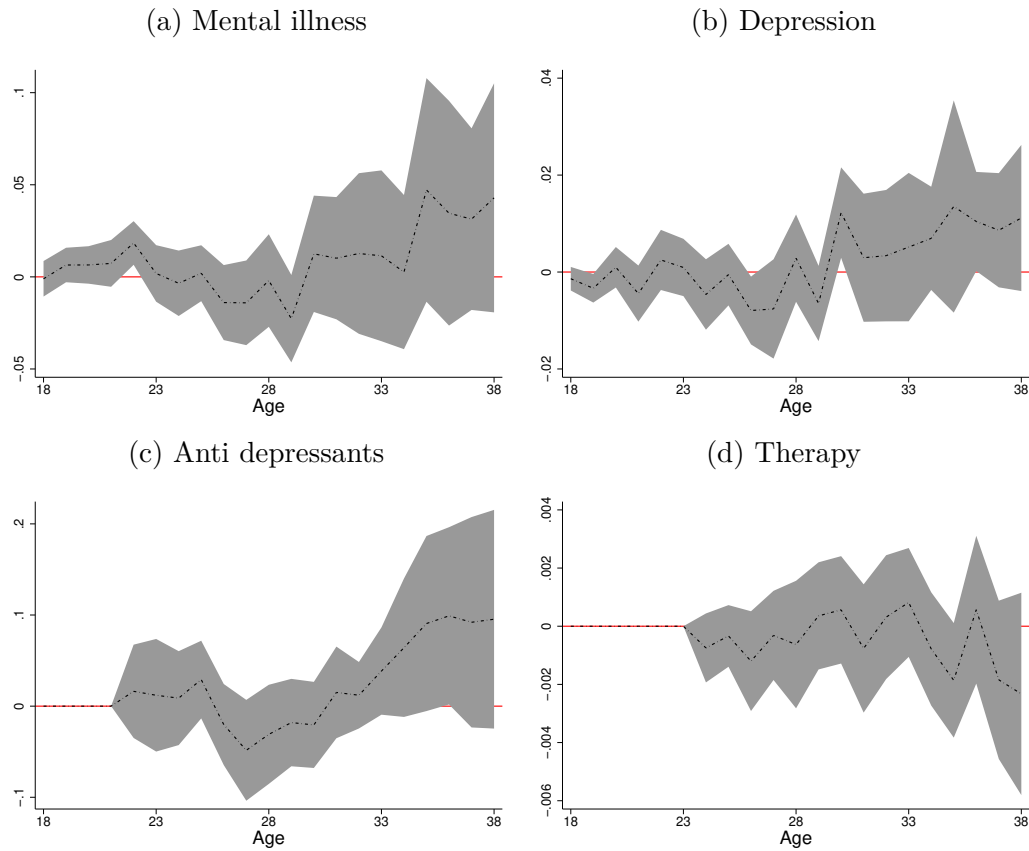 (a) Mental illness
(b) Depression
.1
.05
0
-.05
18 23 28 33 38
Age
.04
.02
0
-.02
18 23 28 33 38
Age
(c) Anti depressants
(d) Therapy
.2
.1
0
-.1
18 23 28 33 38
Age
.004
.002
0
-.002
-.004
-.006
18 23 28 33 38
Age